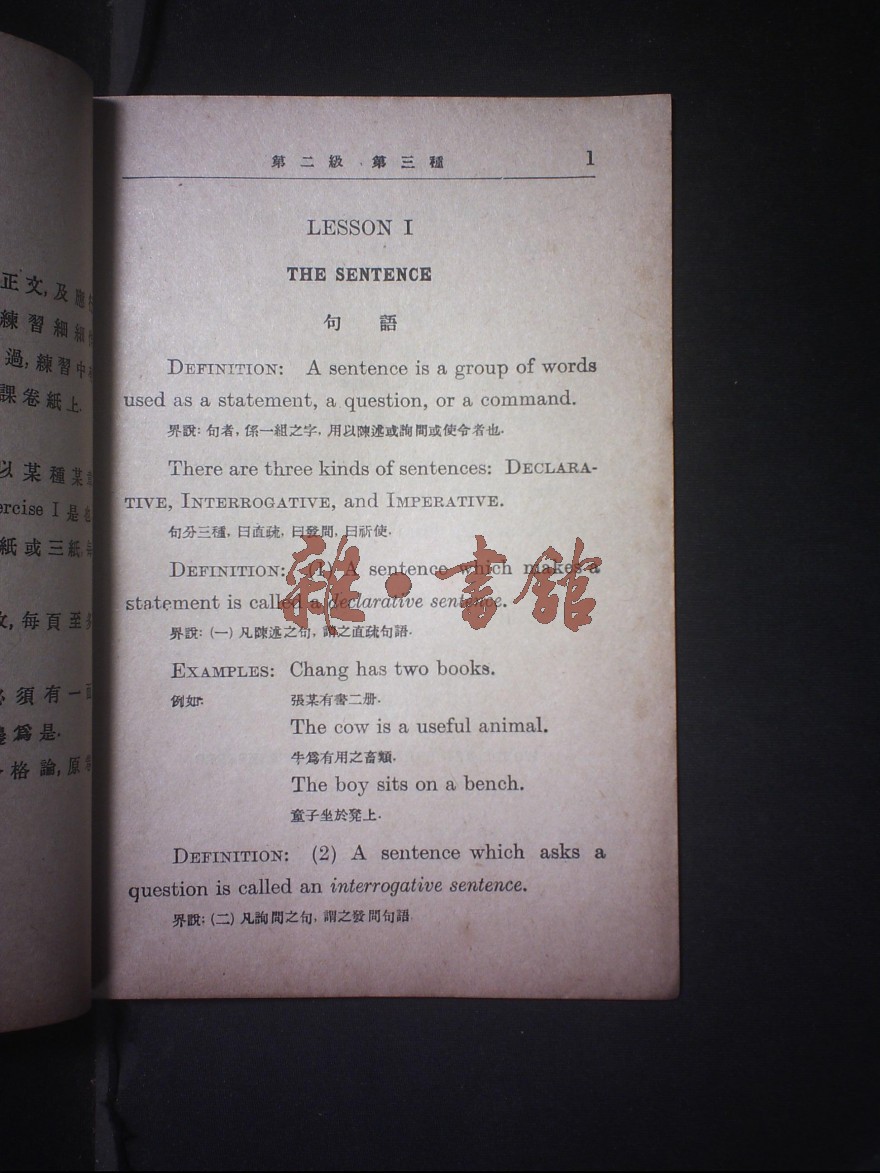 正文,及應
練習細細
過,練習中
課卷紙上.
以某種某
ercise I 是
紙或三紙
文,每頁至
必須有一
為是.
格論,原
第二級 第三種 1
LESSON I
THE SENTENCE
句語
DEFINITION: A sentence is a group of words
used as a statement, a question, or a command.
界說: 句者, 係一組之字, 用以陳述或詢問或使令者也.
There are three kinds of sentences: DECLARA-
TIVE, INTERROGATIVE, and IMPERATIVE.
句分三種, 曰直疏, 曰發問, 曰祈使.
DEFINITION: (1) A sentence which makes a
statement is called a declarative sentence.
界說: (一) 凡陳述之句, 謂之直疏句語.
雜·書館
EXAMPLES: Chang has two books.
例如: 張某有書二册.
The cow is a useful animal.
牛爲有用之畜類.
The boy sits on a bench.
童子坐於凳上.
DEFINITION: (2) A sentence which asks a
question is called an interrogative sentence.
界說: (二) 凡詢問之句, 謂之發問句語.